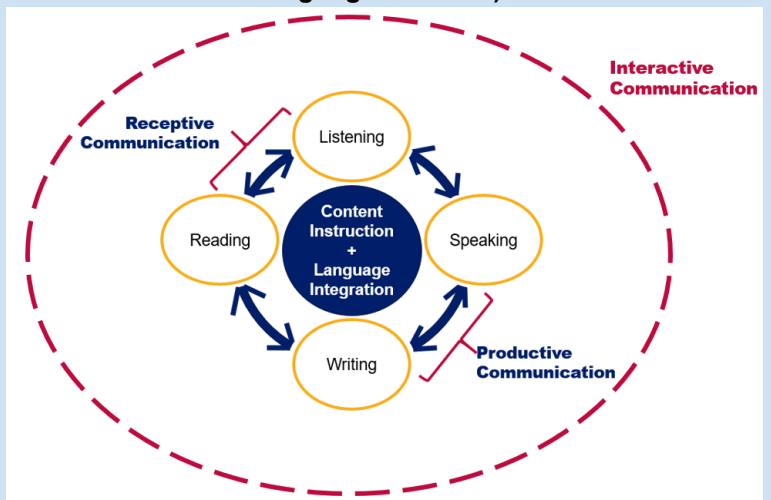 Interactive
Communication
Receptive
Communication
Listening
Reading
Content
Instruction
+
Language
Integration
Speaking
Writing
Productive
Communication